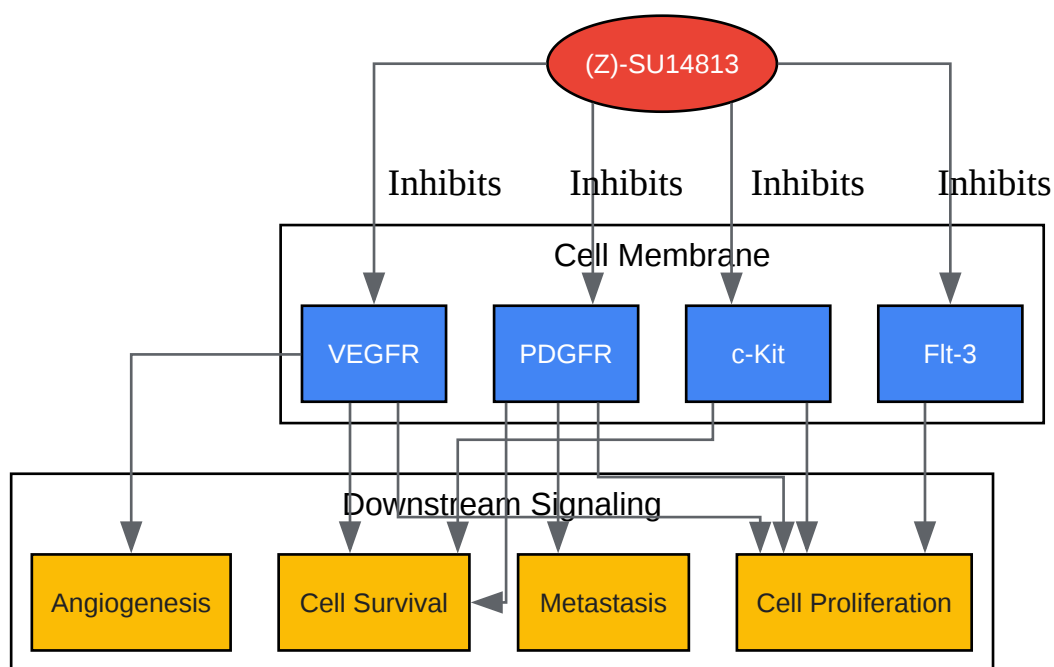 (Z)-SU14813
Inhibits Inhibits Inhibits Inhibits
Cell Membrane
VEGFR PDGFR c-Kit Flt-3
Downstream Signaling
Angiogenesis Cell Survival Metastasis Cell Proliferation